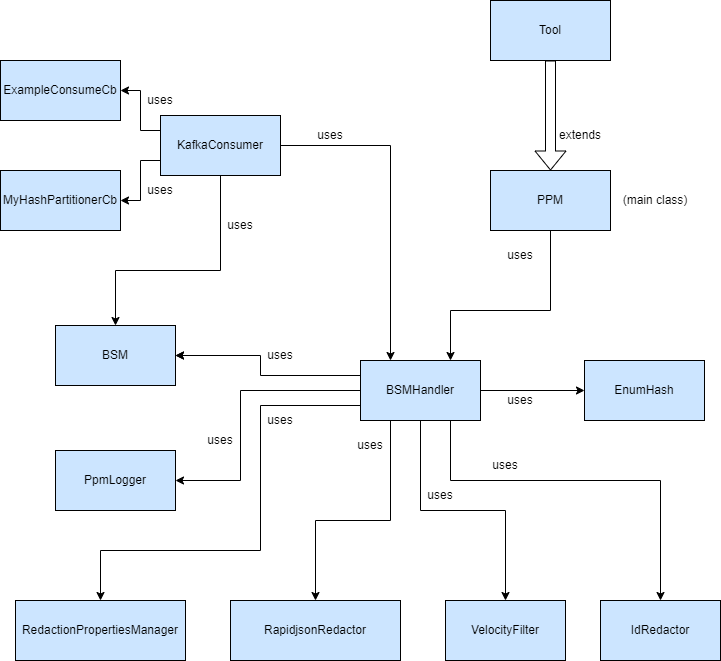 Tool
ExampleConsumeCb
uses
KafkaConsumer
uses
extends
MyHashPartitionerCb
uses
PPM
(main class)
uses
uses
BSM
uses
BSMHandler
uses
EnumHash
uses
uses
uses
uses
PpmLogger
uses
RedactionPropertiesManager
RapidjsonRedactor
VelocityFilter
IdRedactor